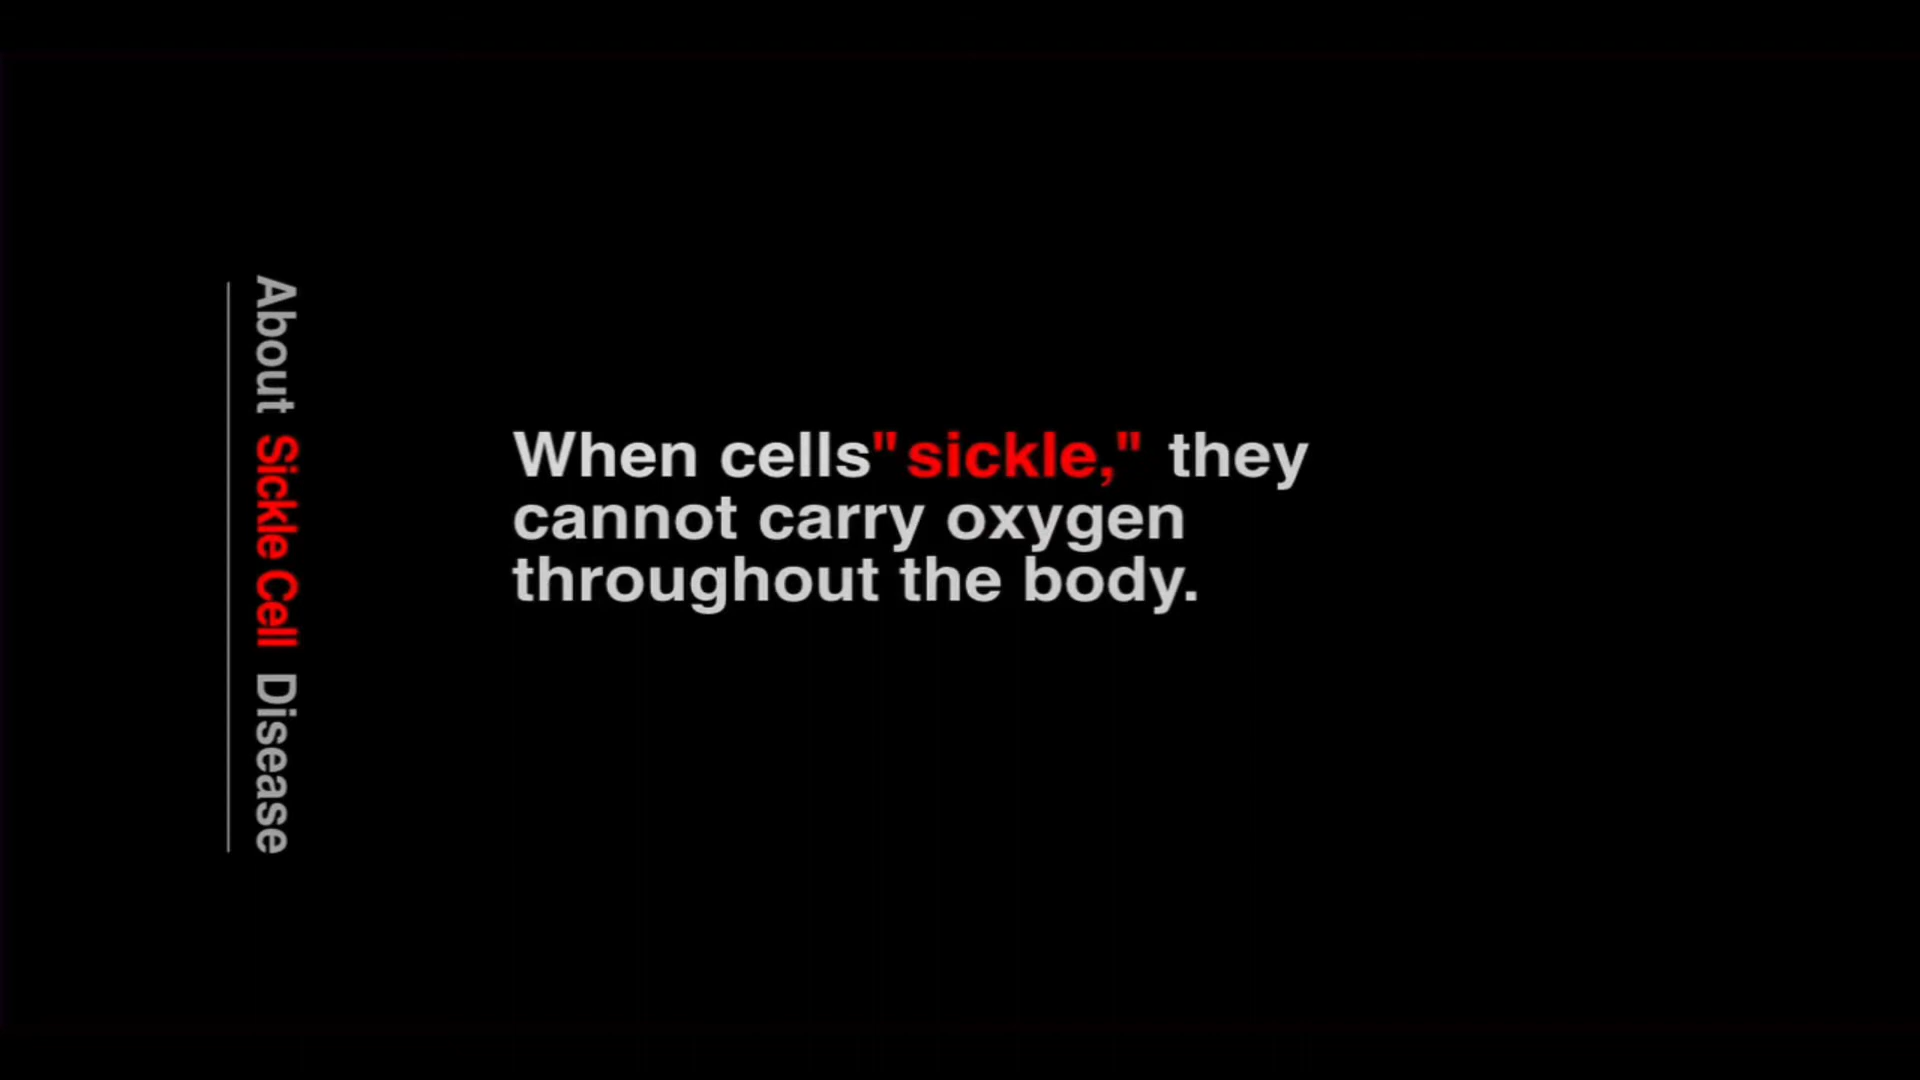 About Sickle Cell Disease
When cells"sickle," they
cannot carry oxygen
throughout the body.